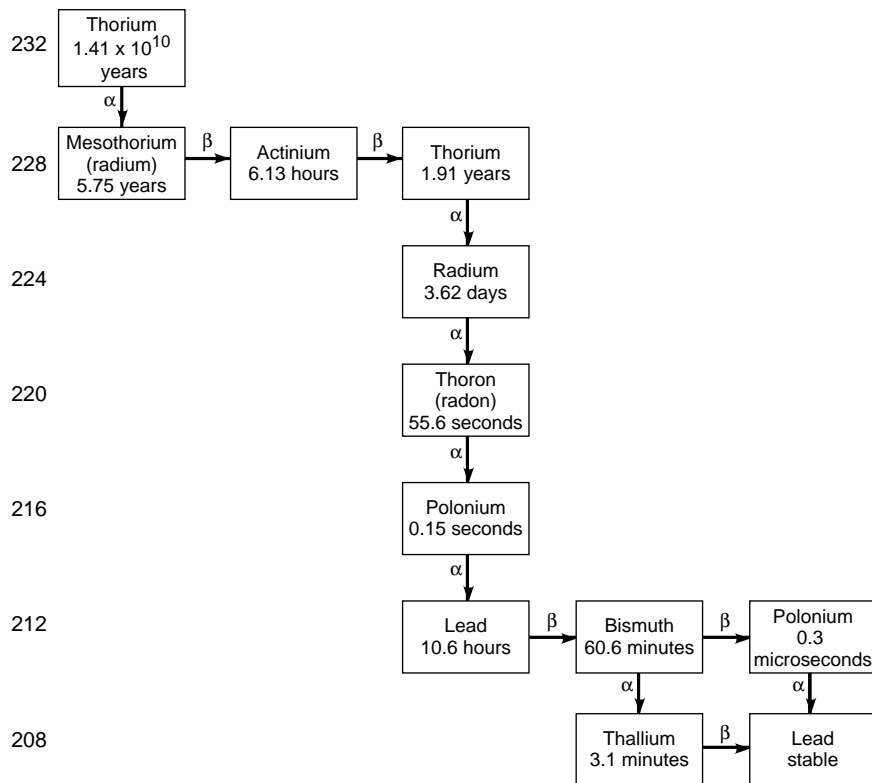 232
Thorium
1.41 x 10^10
years
α
228
Mesothorium
(radium)
5.75 years
β
Actinium
6.13 hours
β
Thorium
1.91 years
α
224
Radium
3.62 days
α
220
Thoron
(radon)
55.6 seconds
α
216
Polonium
0.15 seconds
α
212
Lead
10.6 hours
β
Bismuth
60.6 minutes
β
Polonium
0.3
microseconds
α
α
208
Thallium
3.1 minutes
β
Lead
stable